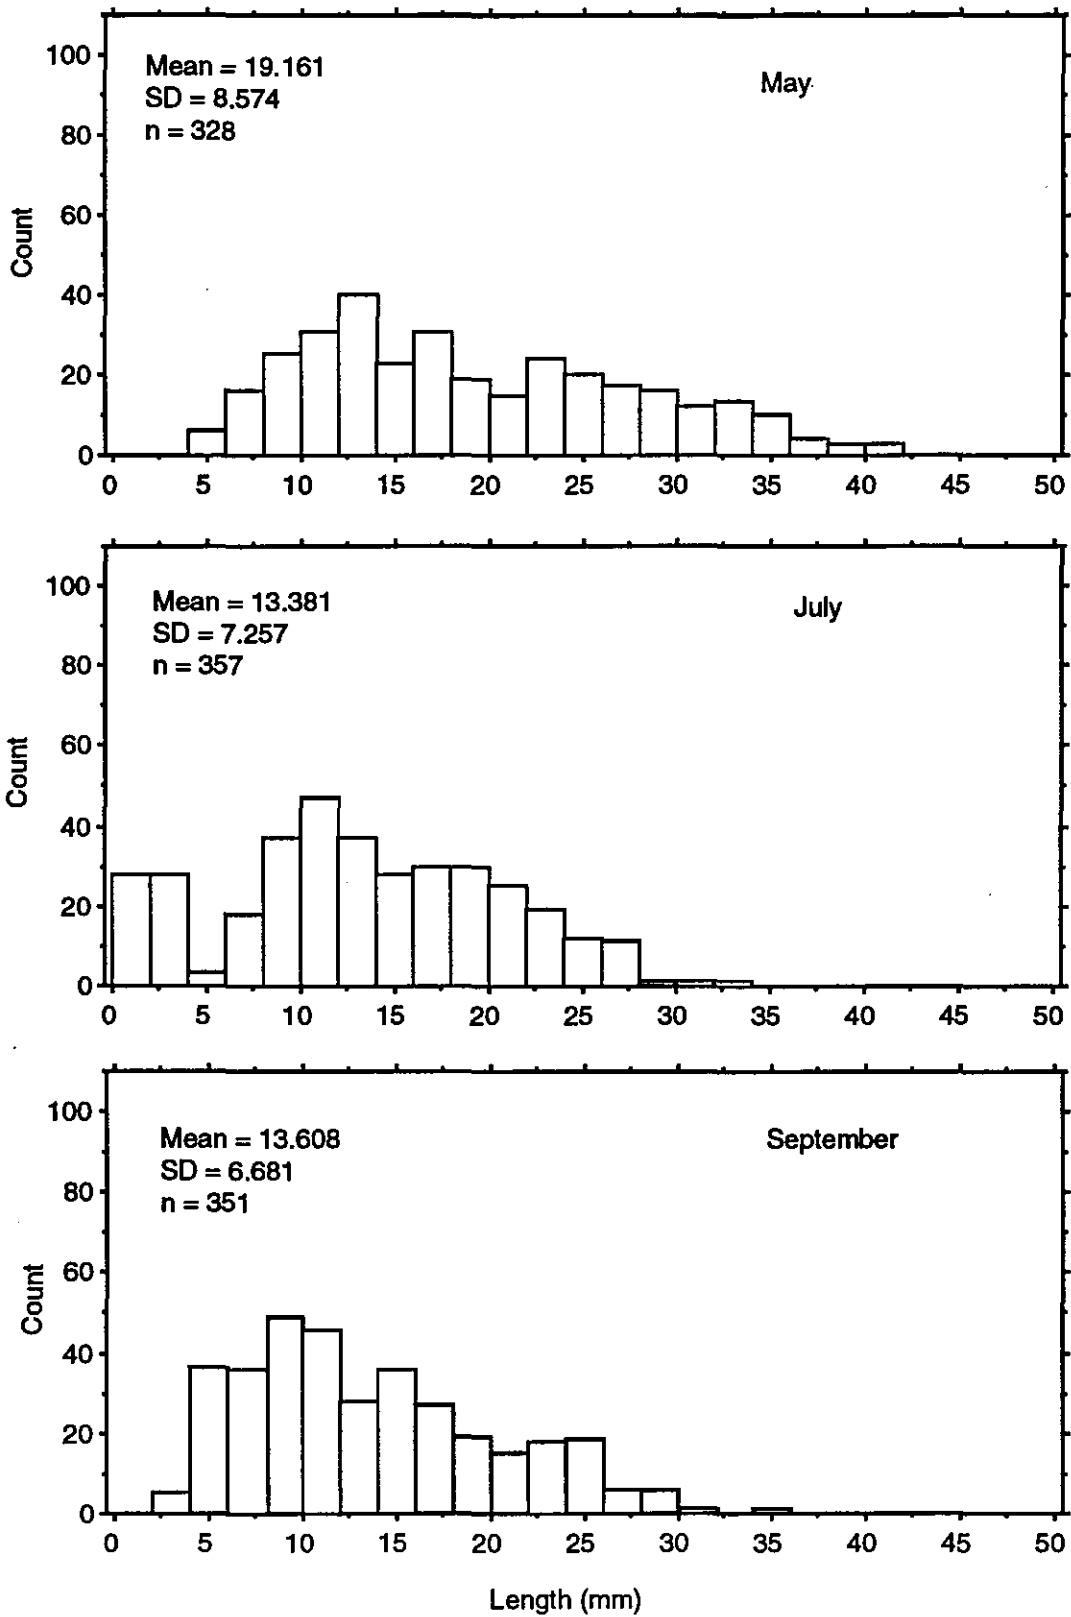 Mean = 19.161
SD = 8.574
n = 328
May
Count
100
80
60
40
20
0
0 5 10 15 20 25 30 35 40 45 50
Mean = 13.381
SD = 7.257
n = 357
July
Count
100
80
60
40
20
0
0 5 10 15 20 25 30 35 40 45 50
Mean = 13.608
SD = 6.681
n = 351
September
Count
100
80
60
40
20
0
0 5 10 15 20 25 30 35 40 45 50
Length (mm)